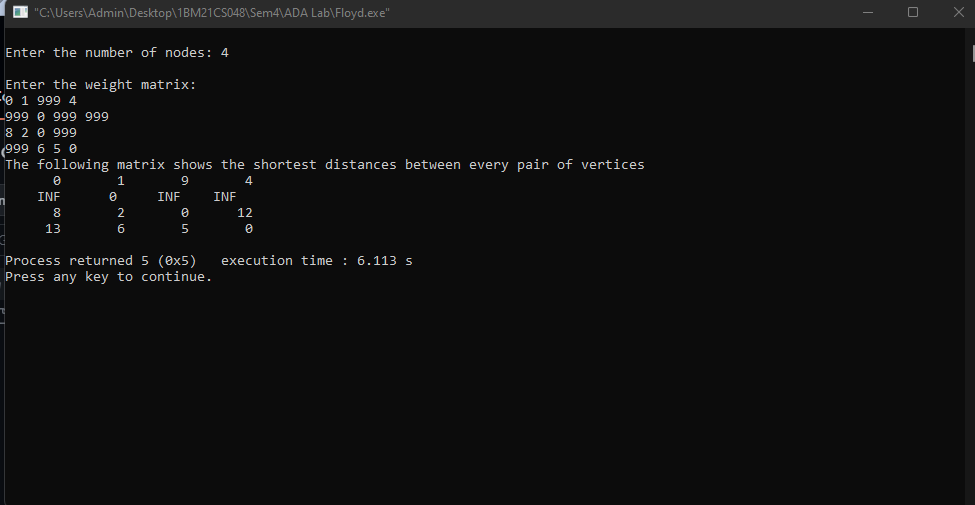 "C:\Users\Admin\Desktop\1BM21CS048\Sem4\ADA Lab\Floyd.exe"
Enter the number of nodes: 4
Enter the weight matrix:
0 1 999 4
999 0 999 999
8 2 0 999
999 6 5 0
The following matrix shows the shortest distances between every pair of vertices
0 1 9 4
INF 0 INF INF
8 2 0 12
13 6 5 0
Process returned 5 (0x5) execution time : 6.113 s
Press any key to continue.